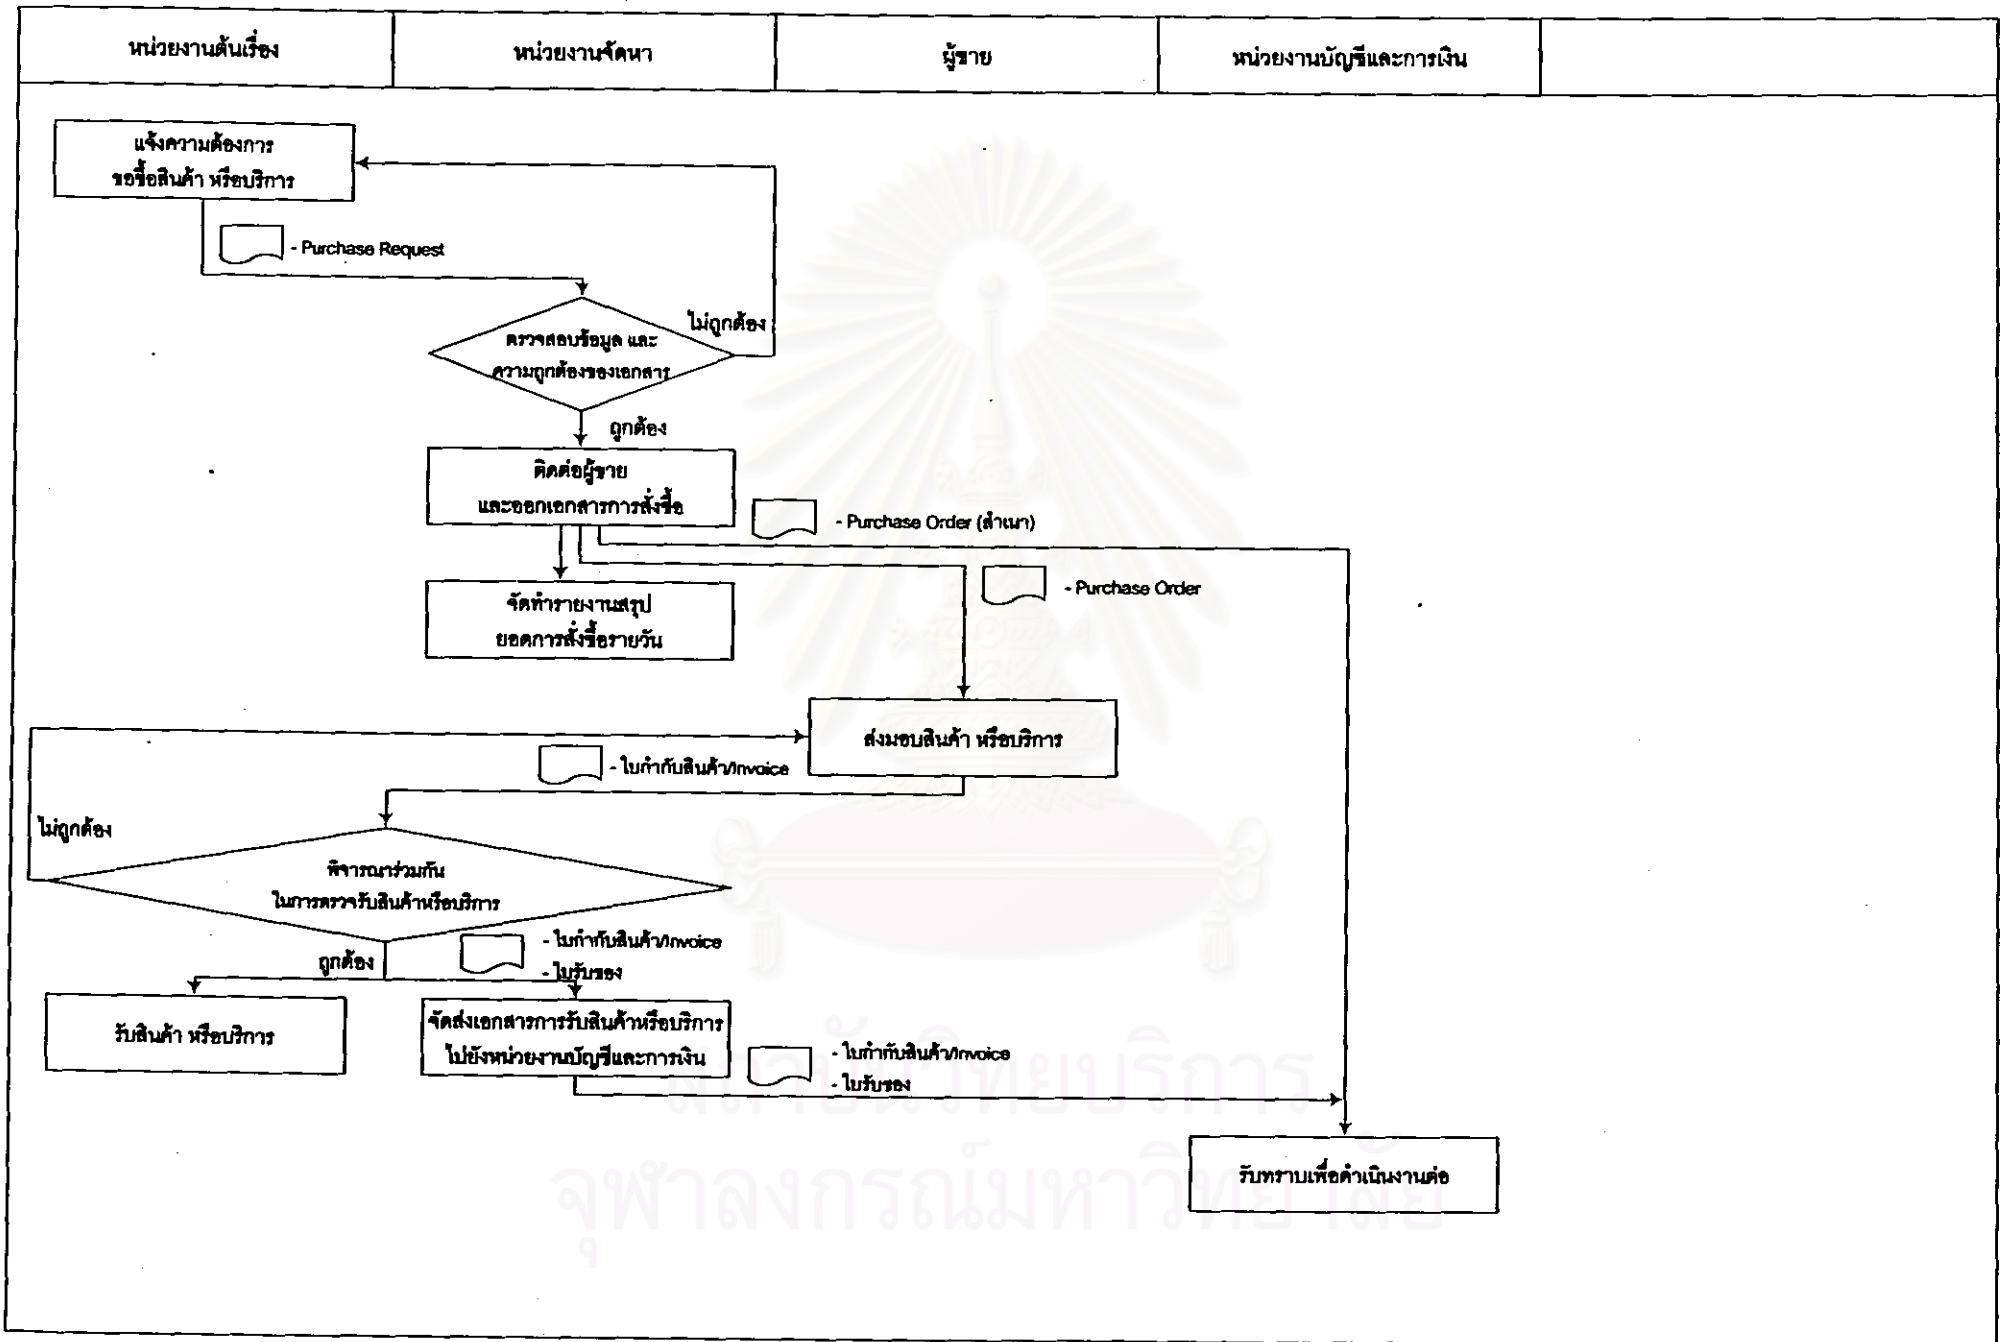 หน่วยงานต้นเรื่อง
หน่วยงานจัดหา
ผู้ขาย
หน่วยงานบัญชีและการเงิน
แจ้งความต้องการ
ขอซื้อสินค้า หรือบริการ
- Purchase Request
ไม่ถูกต้อง
ตรวจสอบข้อมูล และ
ความถูกต้องของเอกสาร
ถูกต้อง
ติดต่อผู้ขาย
และออกเอกสารการสั่งซื้อ
- Purchase Order (สำเนา)
- Purchase Order
จัดทำรายงานสรุป
ยอดการสั่งซื้อรายวัน
ส่งมอบสินค้า หรือบริการ
- ใบกำกับสินค้า/Invoice
ไม่ถูกต้อง
พิจารณาร่วมกัน
ในการตรวจรับสินค้าหรือบริการ
ถูกต้อง
- ใบกำกับสินค้า/Invoice
- ใบรับของ
รับสินค้า หรือบริการ
จัดส่งเอกสารการรับสินค้าหรือบริการ
ไปยังหน่วยงานบัญชีและการเงิน
- ใบกำกับสินค้า/Invoice
- ใบรับของ
รับทราบเพื่อดำเนินงานต่อ
สถาบันวิทยบริการ
จุฬาลงกรณ์มหาวิทยาลัย